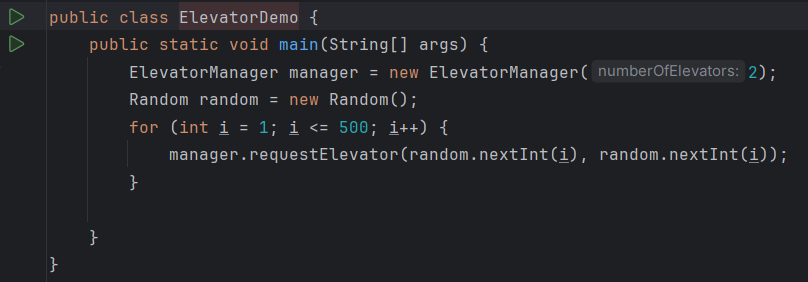 public class ElevatorDemo {
    public static void main(String[] args) {
        ElevatorManager manager = new ElevatorManager( numberOfElevators: 2);
        Random random = new Random();
        for (int i = 1; i <= 500; i++) {
            manager.requestElevator(random.nextInt(i), random.nextInt(i));
        }
    }
}